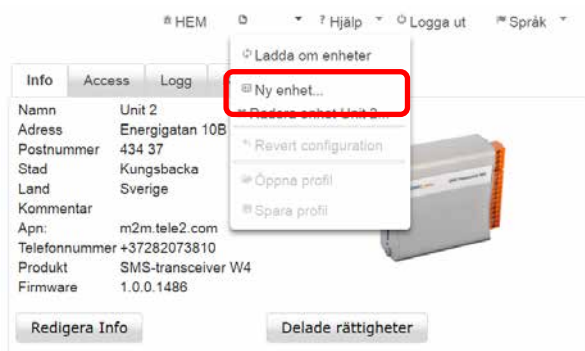 HEM ? Hjälp Logga ut Språk
Ladda om enheter
Ny enhet...
Radera enhet Unit 2...
Revert configuration
Öppna profil
Spara profil
Info Access Logg
Namn Unit 2
Adress Energigatan 10B
Postnummer 434 37
Stad Kungsbacka
Land Sverige
Kommentar
Apn: m2m.tele2.com
Telefonnummer +37282073810
Produkt SMS-transceiver W4
Firmware 1.0.0.1486
Redigera Info Delade rättigheter